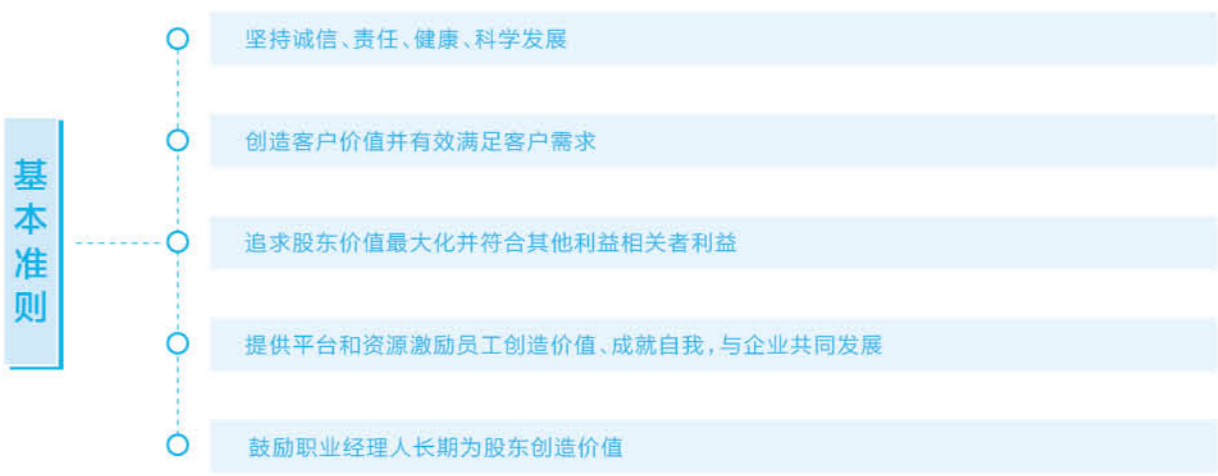 基本准则
坚持诚信、责任、健康、科学发展
创造客户价值并有效满足客户需求
追求股东价值最大化并符合其他利益相关者利益
提供平台和资源激励员工创造价值、成就自我，与企业共同发展
鼓励职业经理人长期为股东创造价值